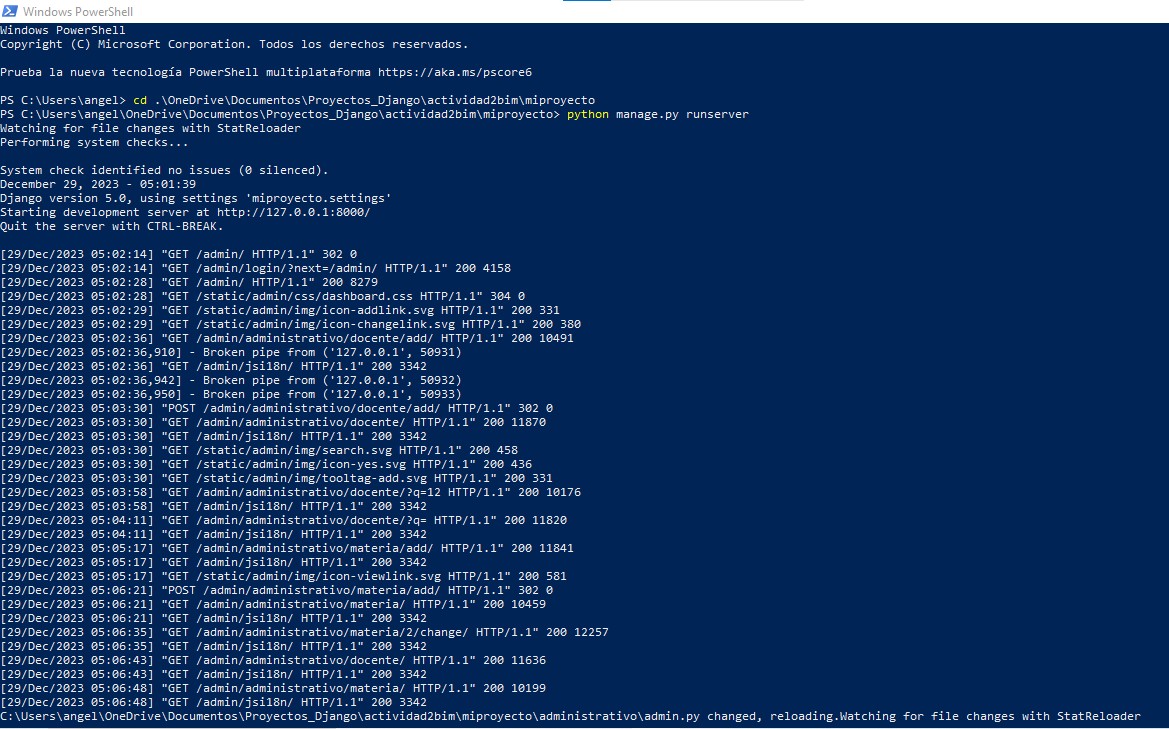 Windows PowerShell
Windows PowerShell
Copyright (C) Microsoft Corporation. Todos los derechos reservados.
Prueba la nueva tecnología PowerShell multiplataforma https://aka.ms/pscore6
PS C:\Users\angel> cd .\OneDrive\Documentos\Proyectos_Django\actividad2bim\miproyecto
PS C:\Users\angel\OneDrive\Documentos\Proyectos_Django\actividad2bim\miproyecto> python manage.py runserver
Watching for file changes with StatReloader
Performing system checks...
System check identified no issues (0 silenced).
December 29, 2023 - 05:01:39
Django version 5.0, using settings 'miproyecto.settings'
Starting development server at http://127.0.0.1:8000/
Quit the server with CTRL-BREAK.
[29/Dec/2023 05:02:14] "GET /admin/ HTTP/1.1" 302 0
[29/Dec/2023 05:02:14] "GET /admin/login/?next=/admin/ HTTP/1.1" 200 4158
[29/Dec/2023 05:02:28] "GET /admin/ HTTP/1.1" 200 8279
[29/Dec/2023 05:02:28] "GET /static/admin/css/dashboard.css HTTP/1.1" 304 0
[29/Dec/2023 05:02:29] "GET /static/admin/img/icon-addlink.svg HTTP/1.1" 200 331
[29/Dec/2023 05:02:29] "GET /static/admin/img/icon-changelink.svg HTTP/1.1" 200 380
[29/Dec/2023 05:02:36] "GET /admin/administrativo/docente/add/ HTTP/1.1" 200 10491
[29/Dec/2023 05:02:36,910] - Broken pipe from ('127.0.0.1', 50931)
[29/Dec/2023 05:02:36] "GET /admin/jsi18n/ HTTP/1.1" 200 3342
[29/Dec/2023 05:02:36,942] - Broken pipe from ('127.0.0.1', 50932)
[29/Dec/2023 05:02:36,950] - Broken pipe from ('127.0.0.1', 50933)
[29/Dec/2023 05:03:30] "POST /admin/administrativo/docente/add/ HTTP/1.1" 302 0
[29/Dec/2023 05:03:30] "GET /admin/administrativo/docente/ HTTP/1.1" 200 11870
[29/Dec/2023 05:03:30] "GET /admin/jsi18n/ HTTP/1.1" 200 3342
[29/Dec/2023 05:03:30] "GET /static/admin/img/search.svg HTTP/1.1" 200 458
[29/Dec/2023 05:03:30] "GET /static/admin/img/icon-yes.svg HTTP/1.1" 200 436
[29/Dec/2023 05:03:30] "GET /static/admin/img/tooltag-add.svg HTTP/1.1" 200 331
[29/Dec/2023 05:03:58] "GET /admin/administrativo/docente/?q=12 HTTP/1.1" 200 10176
[29/Dec/2023 05:03:58] "GET /admin/jsi18n/ HTTP/1.1" 200 3342
[29/Dec/2023 05:04:11] "GET /admin/administrativo/docente/?q= HTTP/1.1" 200 11820
[29/Dec/2023 05:04:11] "GET /admin/jsi18n/ HTTP/1.1" 200 3342
[29/Dec/2023 05:05:17] "GET /admin/administrativo/materia/add/ HTTP/1.1" 200 11841
[29/Dec/2023 05:05:17] "GET /admin/jsi18n/ HTTP/1.1" 200 3342
[29/Dec/2023 05:05:17] "GET /static/admin/img/icon-viewlink.svg HTTP/1.1" 200 581
[29/Dec/2023 05:06:21] "POST /admin/administrativo/materia/add/ HTTP/1.1" 302 0
[29/Dec/2023 05:06:21] "GET /admin/administrativo/materia/ HTTP/1.1" 200 10459
[29/Dec/2023 05:06:21] "GET /admin/jsi18n/ HTTP/1.1" 200 3342
[29/Dec/2023 05:06:35] "GET /admin/administrativo/materia/2/change/ HTTP/1.1" 200 12257
[29/Dec/2023 05:06:35] "GET /admin/jsi18n/ HTTP/1.1" 200 3342
[29/Dec/2023 05:06:43] "GET /admin/administrativo/docente/ HTTP/1.1" 200 11636
[29/Dec/2023 05:06:43] "GET /admin/jsi18n/ HTTP/1.1" 200 3342
[29/Dec/2023 05:06:48] "GET /admin/administrativo/materia/ HTTP/1.1" 200 10199
[29/Dec/2023 05:06:48] "GET /admin/jsi18n/ HTTP/1.1" 200 3342
C:\Users\angel\OneDrive\Documentos\Proyectos_Django\actividad2bim\miproyecto\administrativo\admin.py changed, reloading.Watching for file changes with StatReloader